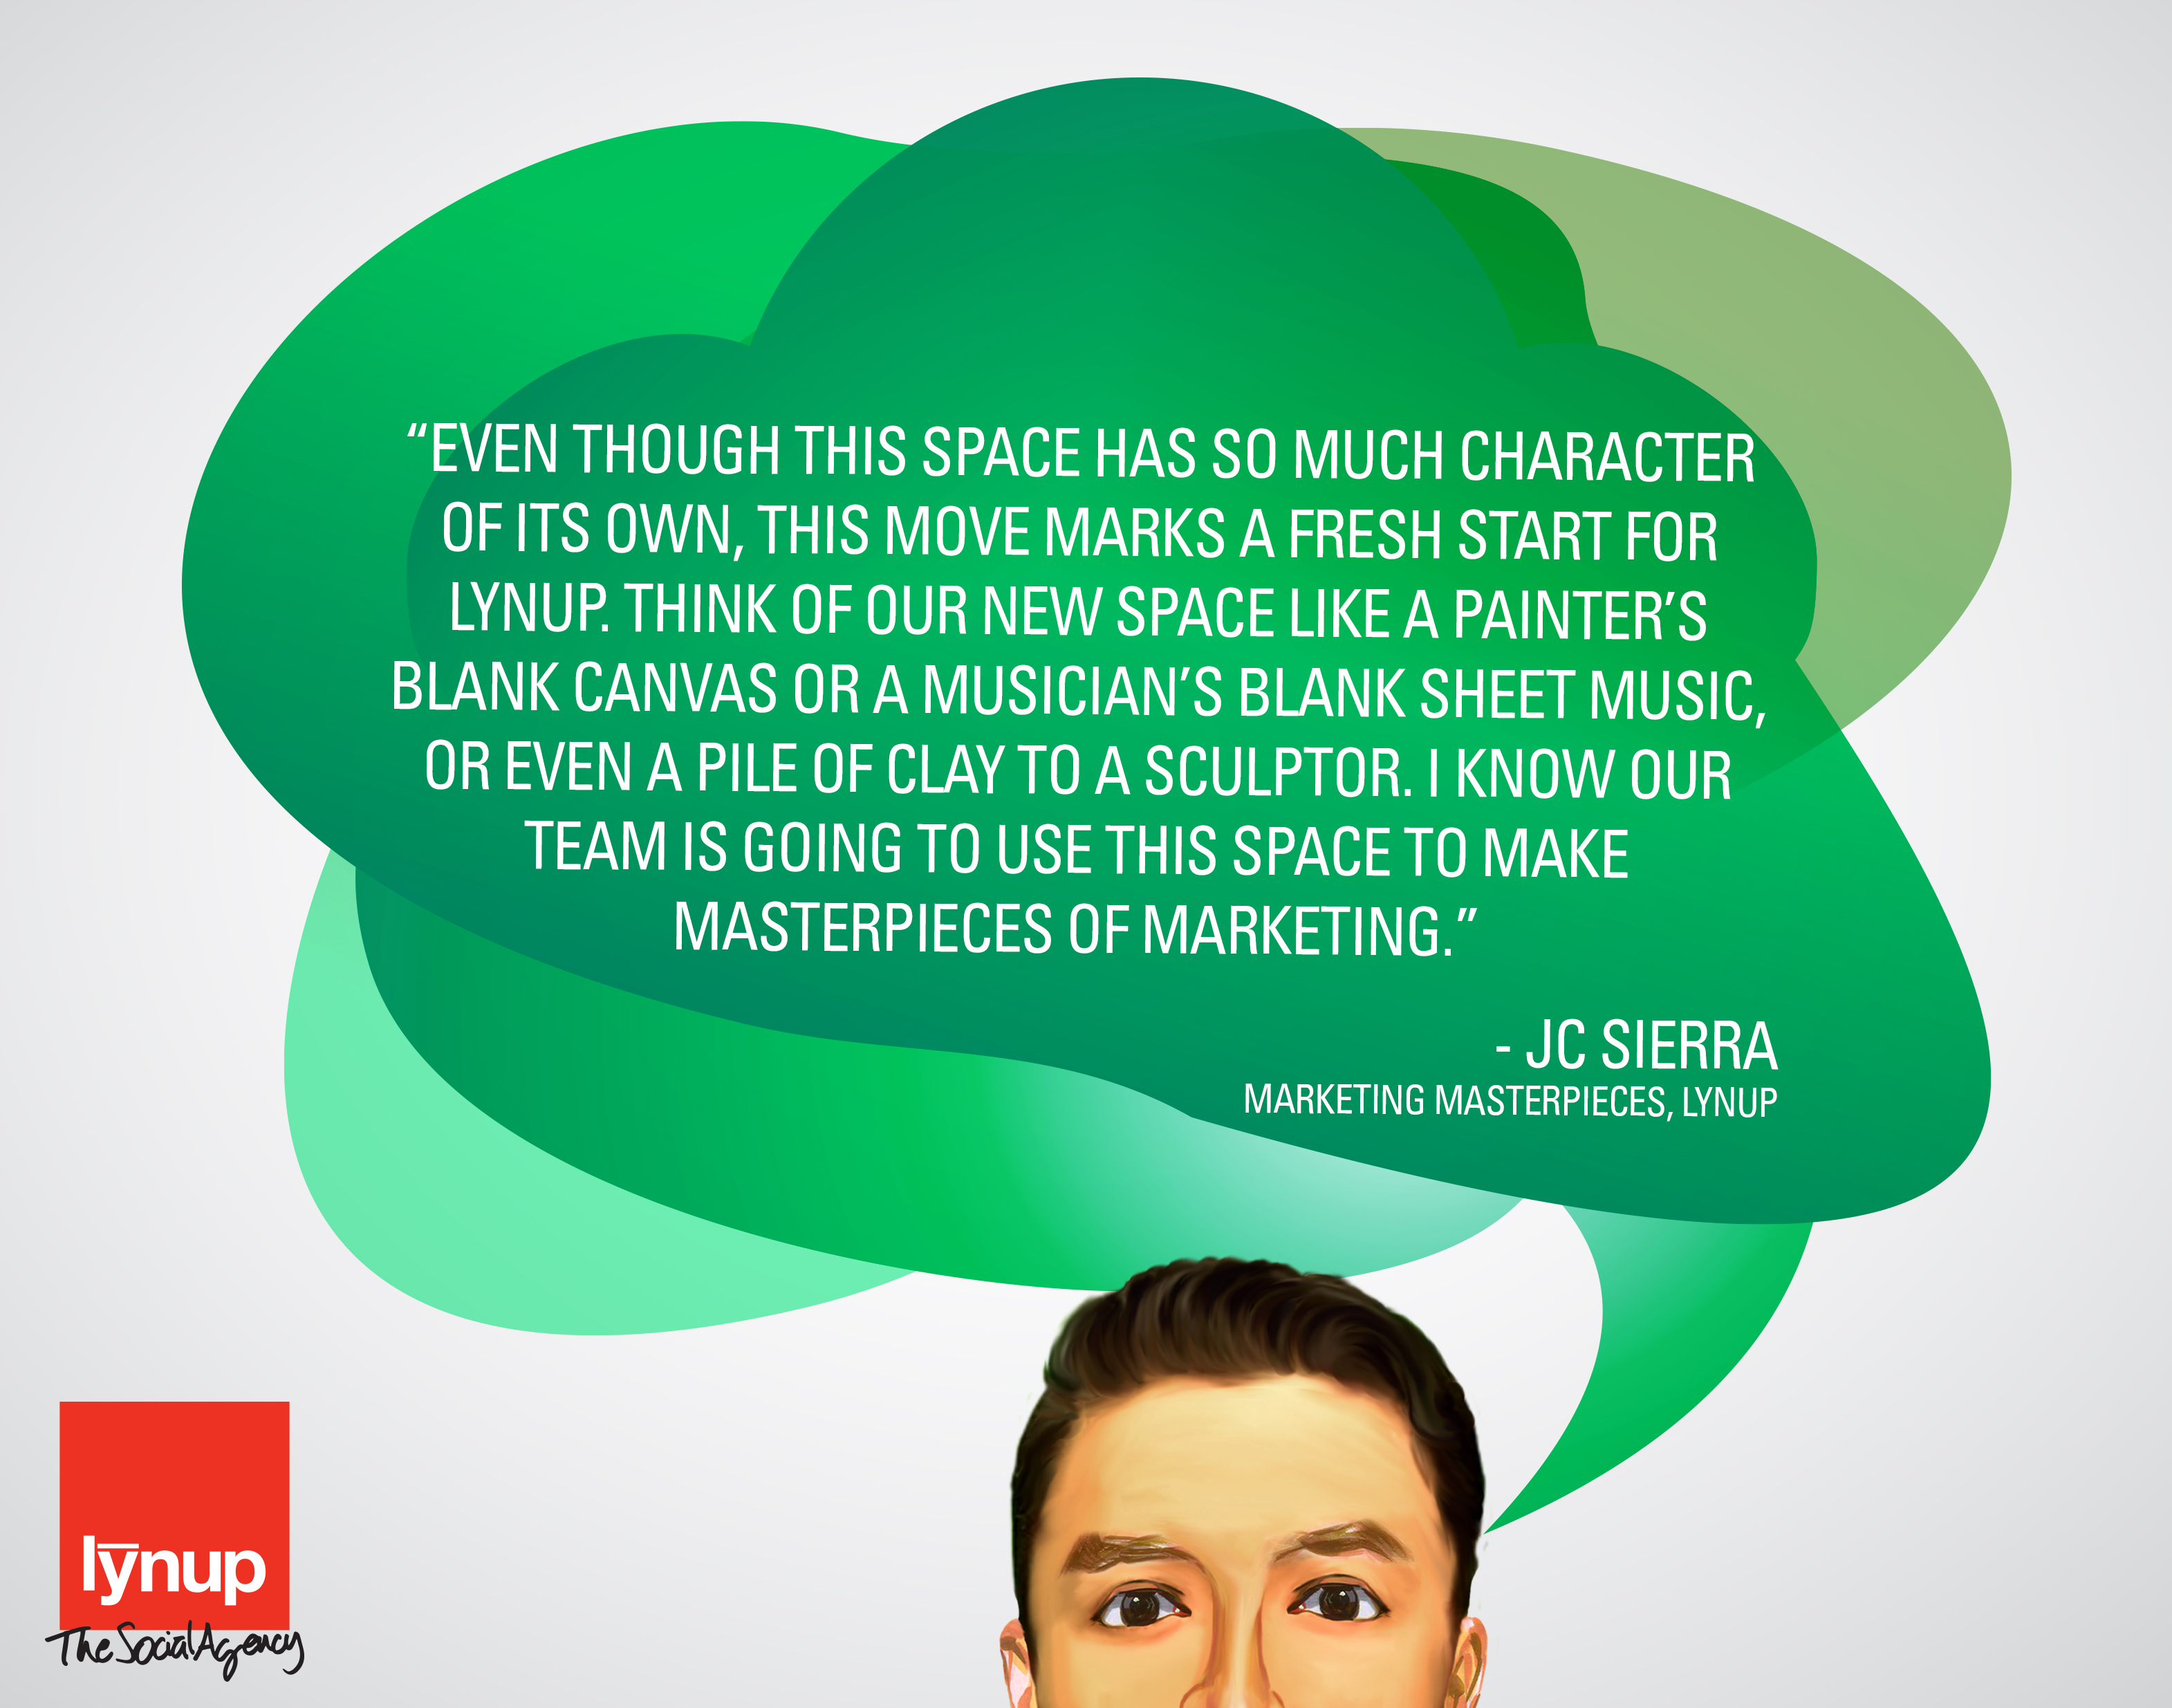 “EVEN THOUGH THIS SPACE HAS SO MUCH CHARACTER
OF ITS OWN, THIS MOVE MARKS A FRESH START FOR
LYNUP. THINK OF OUR NEW SPACE LIKE A PAINTER’S
BLANK CANVAS OR A MUSICIAN’S BLANK SHEET MUSIC,
OR EVEN A PILE OF CLAY TO A SCULPTOR. I KNOW OUR
TEAM IS GOING TO USE THIS SPACE TO MAKE
MASTERPIECES OF MARKETING.”
- JC SIERRA
MARKETING MASTERPIECES, LYNUP
lynup
The Social Agency